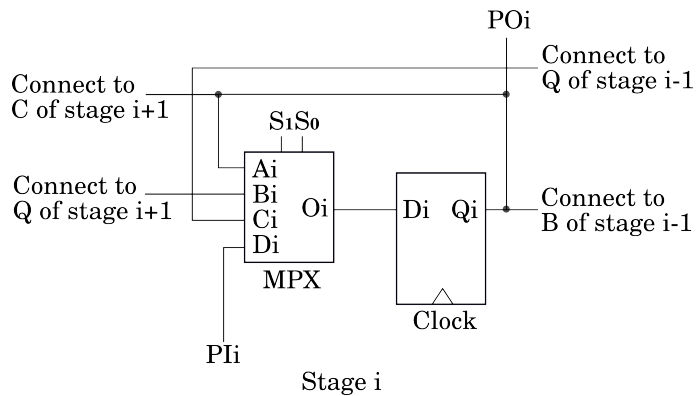 POi
Connect to
Q of stage i-1
Connect to
C of stage i+1
S1S0
Ai
Connect to
Q of stage i+1
Bi
Ci
Di
Oi
MPX
Di Qi
Clock
Connect to
B of stage i-1
PIi
Stage i